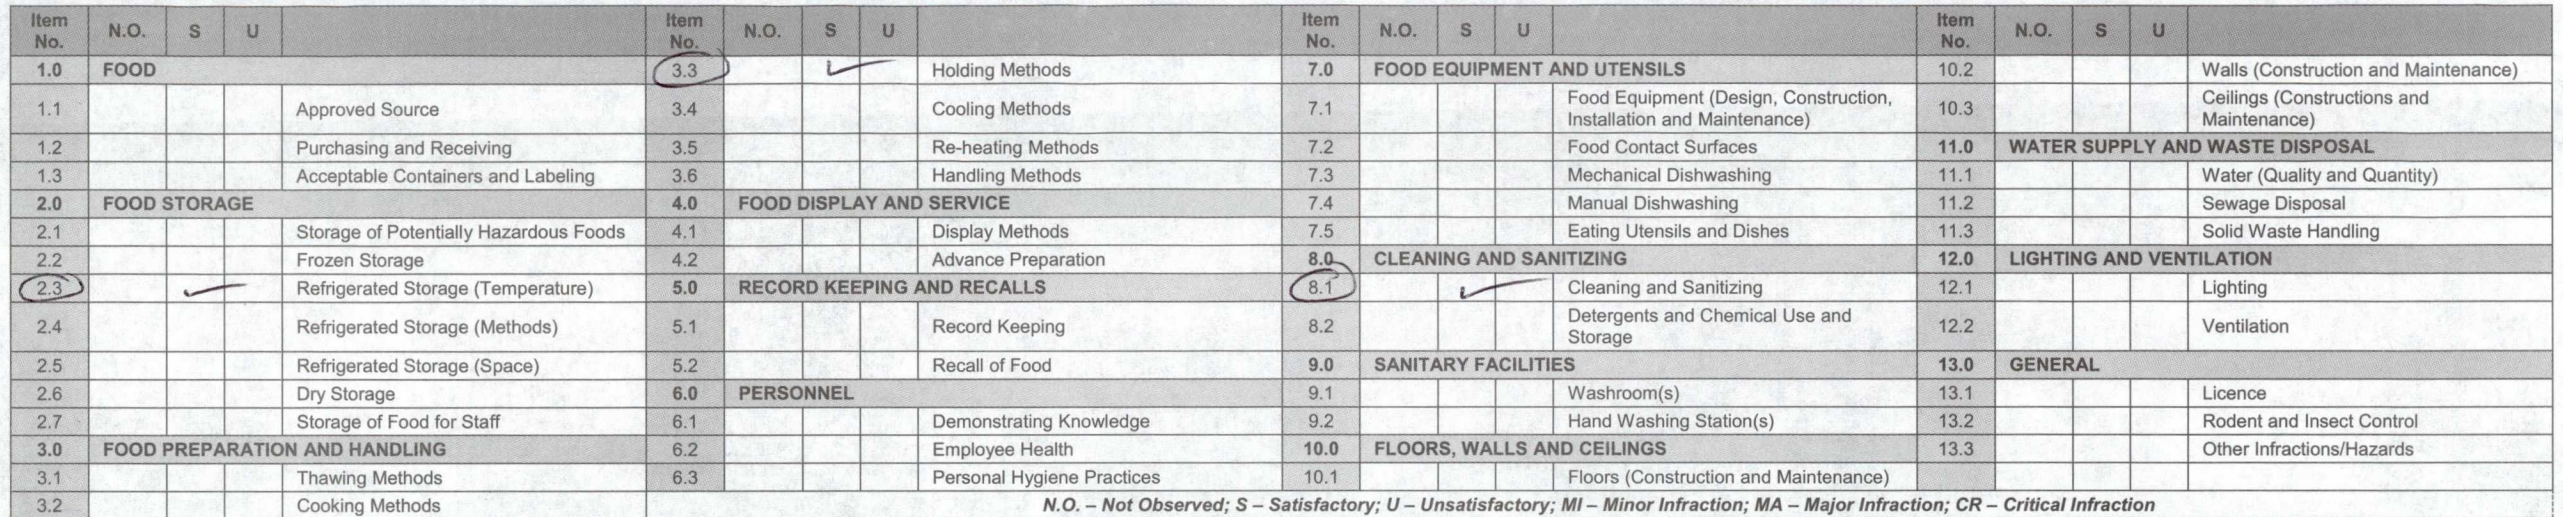 Item No. N.O. S U Item No. N.O. S U Item No. N.O. S U Item No. N.O. S U
1.0 FOOD 3.3 ✓ Holding Methods 7.0 FOOD EQUIPMENT AND UTENSILS 10.2 Walls (Construction and Maintenance)
1.1 Approved Source 3.4 Cooling Methods 7.1 Food Equipment (Design, Construction, Installation and Maintenance) 10.3 Ceilings (Constructions and Maintenance)
1.2 Purchasing and Receiving 3.5 Re-heating Methods 7.2 Food Contact Surfaces 11.0 WATER SUPPLY AND WASTE DISPOSAL
1.3 Acceptable Containers and Labeling 3.6 Handling Methods 7.3 Mechanical Dishwashing 11.1 Water (Quality and Quantity)
2.0 FOOD STORAGE 4.0 FOOD DISPLAY AND SERVICE 7.4 Manual Dishwashing 11.2 Sewage Disposal
2.1 Storage of Potentially Hazardous Foods 4.1 Display Methods 7.5 Eating Utensils and Dishes 11.3 Solid Waste Handling
2.2 Frozen Storage 4.2 Advance Preparation 8.0 CLEANING AND SANITIZING 12.0 LIGHTING AND VENTILATION
2.3 ✓ Refrigerated Storage (Temperature) 5.0 RECORD KEEPING AND RECALLS 8.1 ✓ Cleaning and Sanitizing 12.1 Lighting
2.4 Refrigerated Storage (Methods) 5.1 Record Keeping 8.2 Detergents and Chemical Use and Storage 12.2 Ventilation
2.5 Refrigerated Storage (Space) 5.2 Recall of Food 9.0 SANITARY FACILITIES 13.0 GENERAL
2.6 Dry Storage 6.0 PERSONNEL 9.1 Washroom(s) 13.1 Licence
2.7 Storage of Food for Staff 6.1 Demonstrating Knowledge 9.2 Hand Washing Station(s) 13.2 Rodent and Insect Control
3.0 FOOD PREPARATION AND HANDLING 6.2 Employee Health 10.0 FLOORS, WALLS AND CEILINGS 13.3 Other Infractions/Hazards
3.1 Thawing Methods 6.3 Personal Hygiene Practices 10.1 Floors (Construction and Maintenance)
3.2 Cooking Methods N.O. – Not Observed; S – Satisfactory; U – Unsatisfactory; MI – Minor Infraction; MA – Major Infraction; CR – Critical Infraction